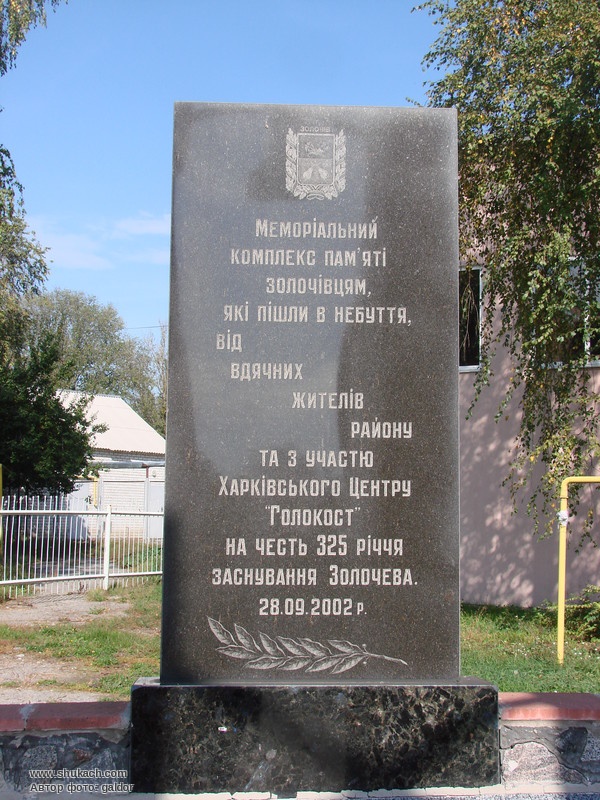 ЗОЛОЧІВ
Меморіальний
комплекс пам'яті
золочівцям,
які пішли в небуття,
від
вдячних
жителів
району
та з участю
Харківського Центру
"Голокост"
на честь 325 річчя
заснування Золочева.
28.09.2002 р.
www.shukach.com
Автор фото: galdor